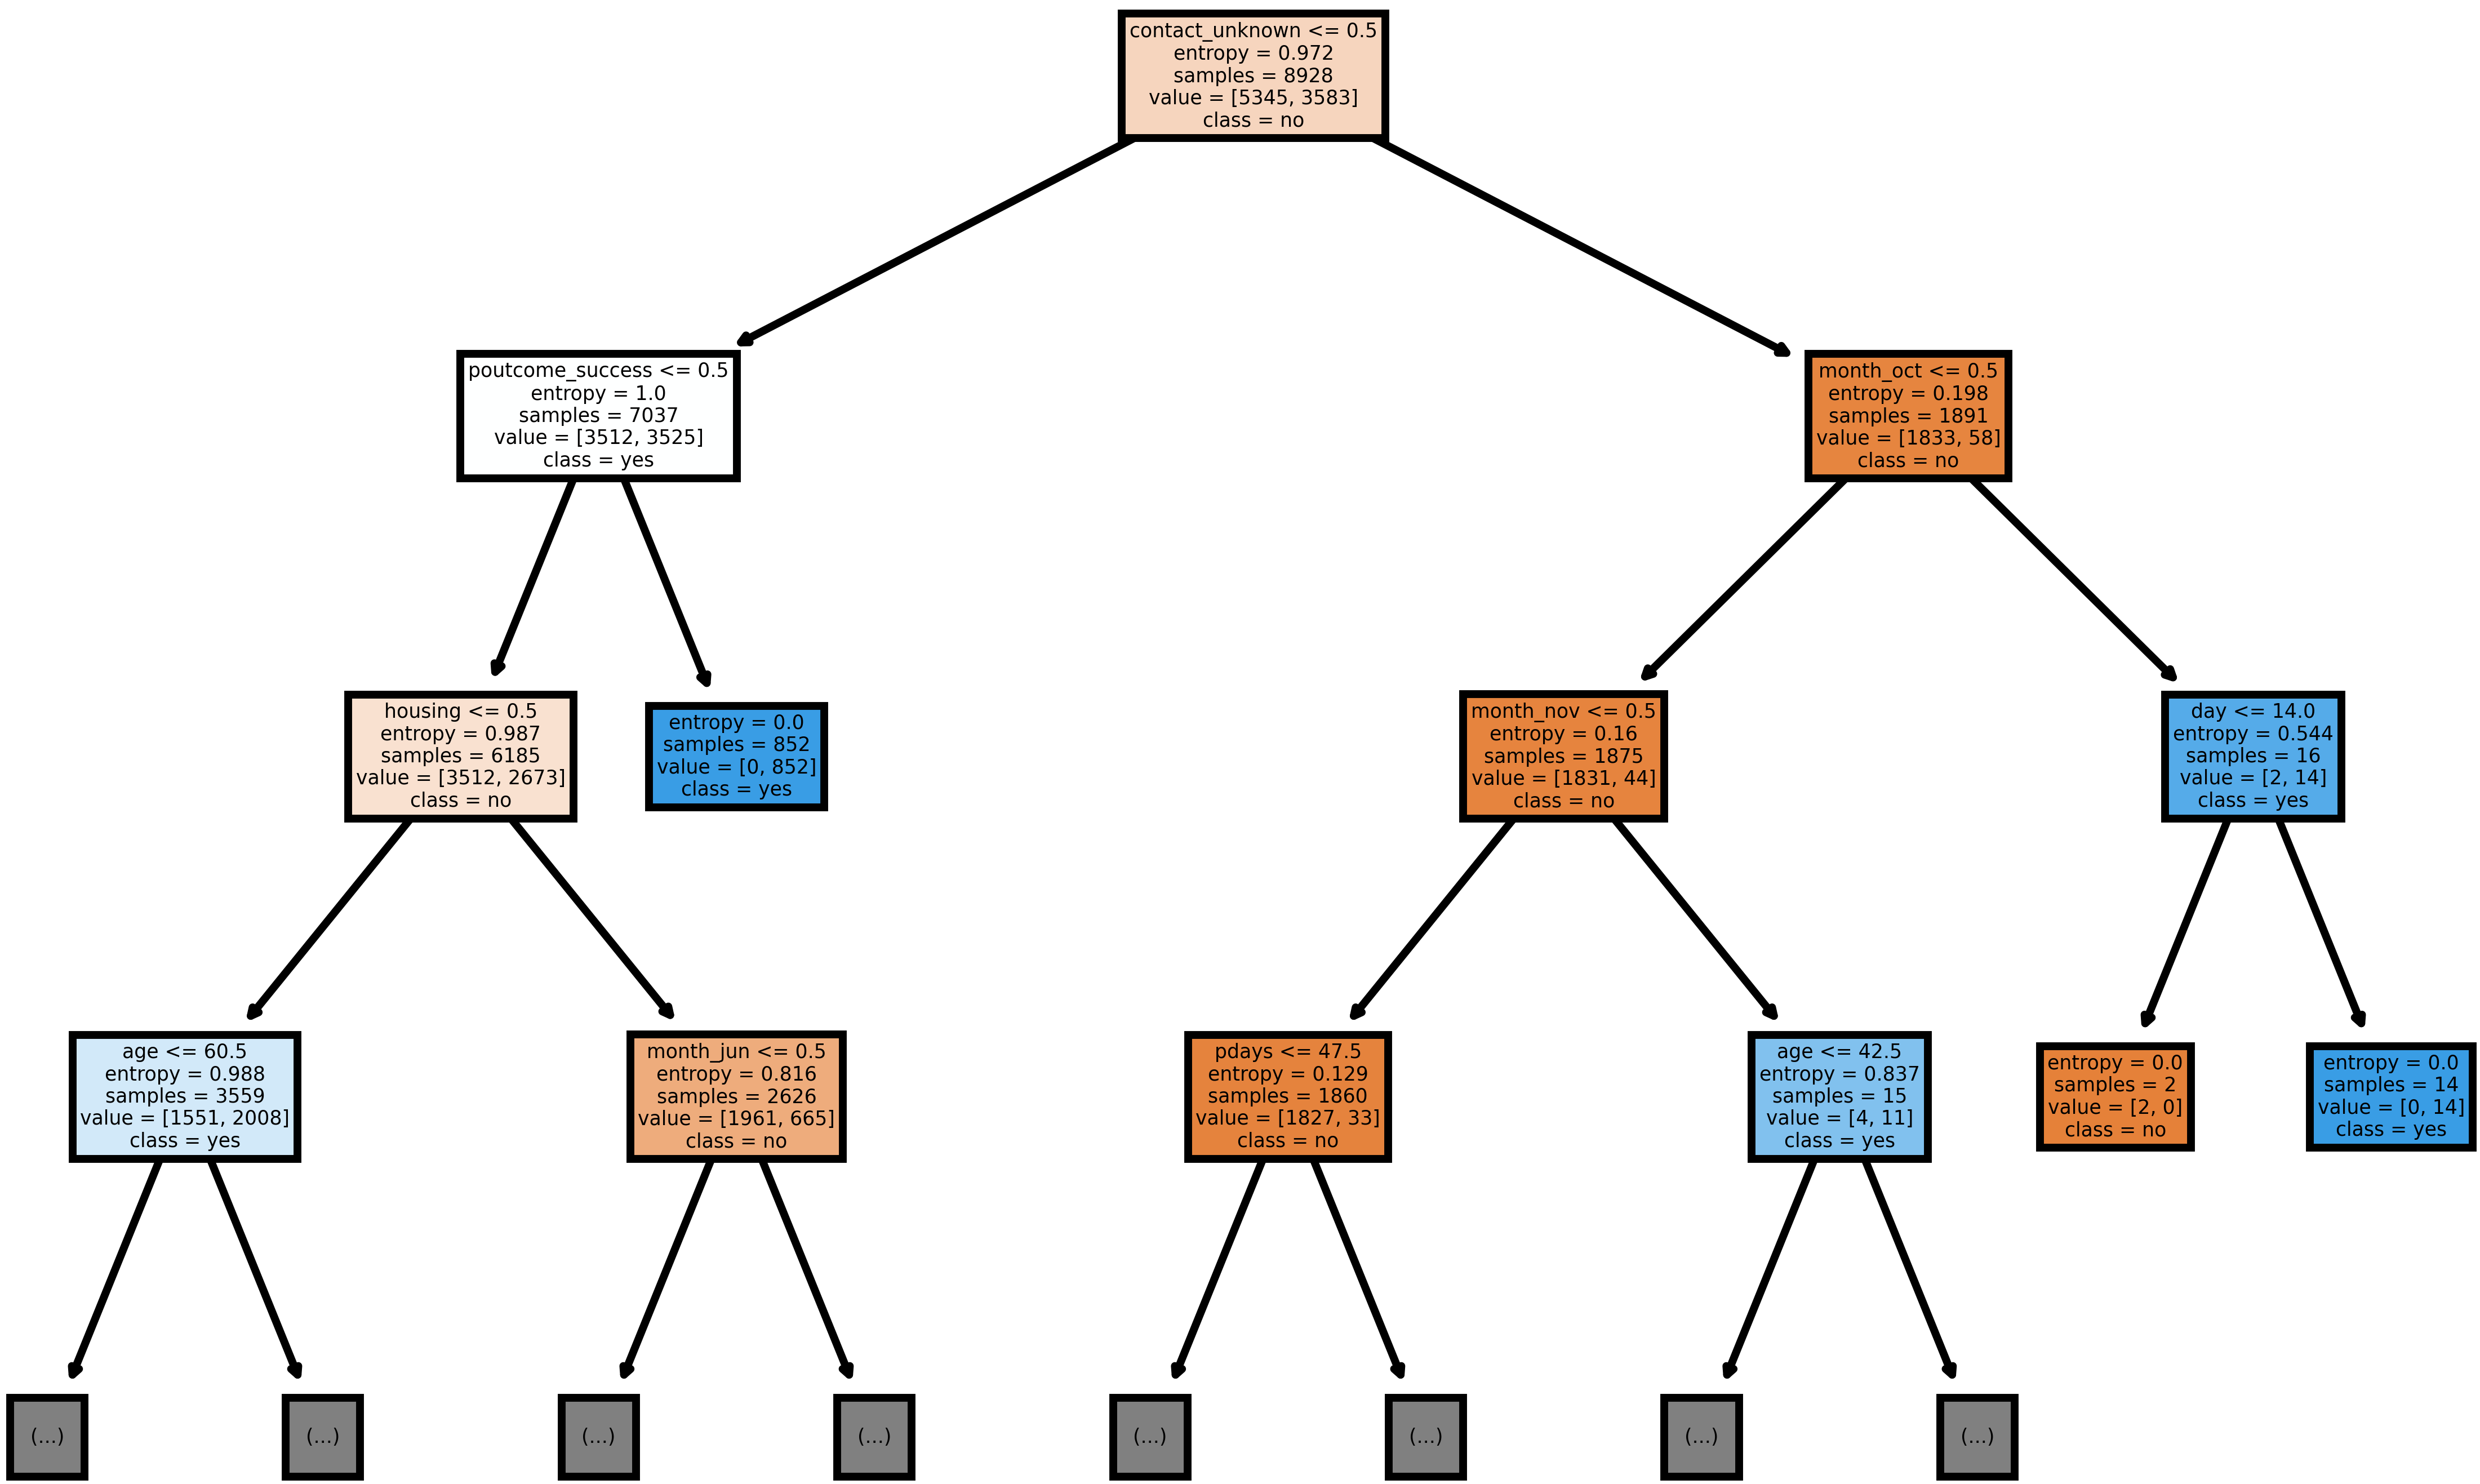 contact_unknown <= 0.5
entropy = 0.972
samples = 8928
value = [5345, 3583]
class = no
poutcome_success <= 0.5
entropy = 1.0
samples = 7037
value = [3512, 3525]
class = yes
month_oct <= 0.5
entropy = 0.198
samples = 1891
value = [1833, 58]
class = no
housing <= 0.5
entropy = 0.987
samples = 6185
value = [3512, 2673]
class = no
entropy = 0.0
samples = 852
value = [0, 852]
class = yes
month_nov <= 0.5
entropy = 0.16
samples = 1875
value = [1831, 44]
class = no
day <= 14.0
entropy = 0.544
samples = 16
value = [2, 14]
class = yes
age <= 60.5
entropy = 0.988
samples = 3559
value = [1551, 2008]
class = yes
month_jun <= 0.5
entropy = 0.816
samples = 2626
value = [1961, 665]
class = no
pdays <= 47.5
entropy = 0.129
samples = 1860
value = [1827, 33]
class = no
age <= 42.5
entropy = 0.837
samples = 15
value = [4, 11]
class = yes
entropy = 0.0
samples = 2
value = [2, 0]
class = no
entropy = 0.0
samples = 14
value = [0, 14]
class = yes
(...)
(...)
(...)
(...)
(...)
(...)
(...)
(...)